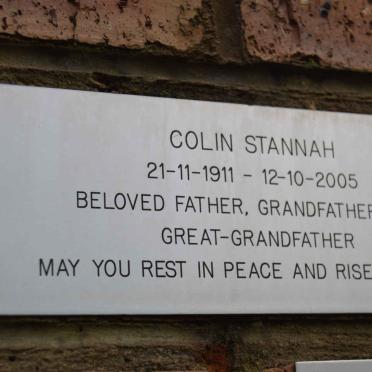 COLIN STANNAH
21-11-1911 - 12-10-2005
BELOVED FATHER, GRANDFATHER
GREAT-GRANDFATHER
MAY YOU REST IN PEACE AND RISE